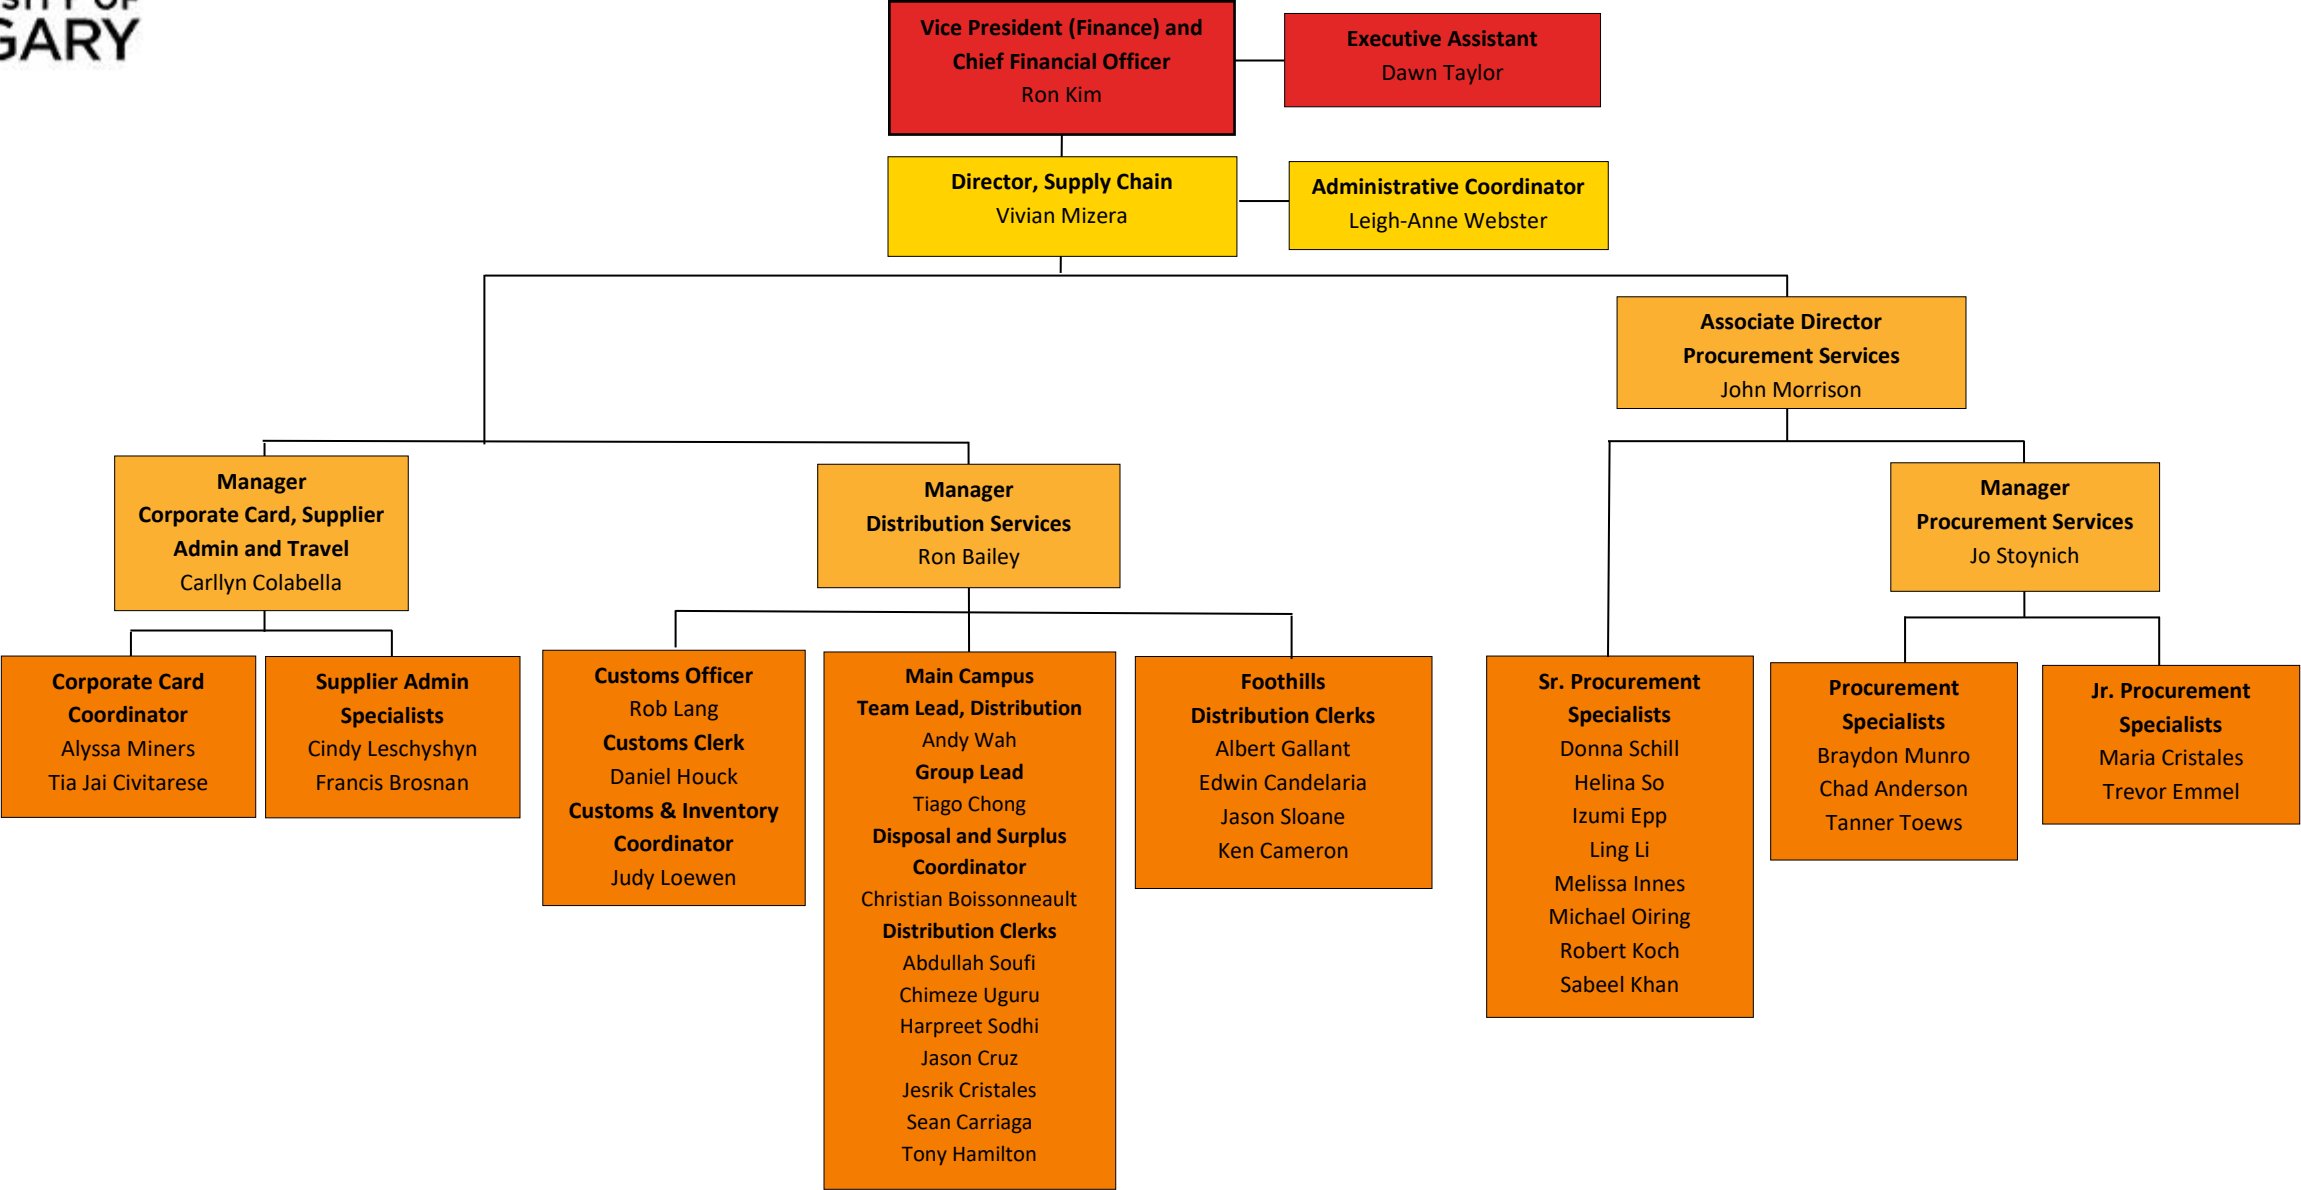 GARY
Vice President (Finance) and
Chief Financial Officer
Ron Kim
Executive Assistant
Dawn Taylor
Director, Supply Chain
Vivian Mizera
Administrative Coordinator
Leigh-Anne Webster
Associate Director
Procurement Services
John Morrison
Manager
Corporate Card, Supplier
Admin and Travel
Carllyn Colabella
Manager
Distribution Services
Ron Bailey
Manager
Procurement Services
Jo Stoynich
Corporate Card
Coordinator
Alyssa Miners
Tia Jai Civitarese
Supplier Admin
Specialists
Cindy Leschyshyn
Francis Brosnan
Customs Officer
Rob Lang
Customs Clerk
Daniel Houck
Customs & Inventory
Coordinator
Judy Loewen
Main Campus
Team Lead, Distribution
Andy Wah
Group Lead
Tiago Chong
Disposal and Surplus
Coordinator
Christian Boissonneault
Distribution Clerks
Abdullah Soufi
Chimeze Uguru
Harpreet Sodhi
Jason Cruz
Jesrik Cristales
Sean Carriaga
Tony Hamilton
Foothills
Distribution Clerks
Albert Gallant
Edwin Candelaria
Jason Sloane
Ken Cameron
Sr. Procurement
Specialists
Donna Schill
Helina So
Izumi Epp
Ling Li
Melissa Innes
Michael Oiring
Robert Koch
Sabeel Khan
Procurement
Specialists
Braydon Munro
Chad Anderson
Tanner Toews
Jr. Procurement
Specialists
Maria Cristales
Trevor Emmel